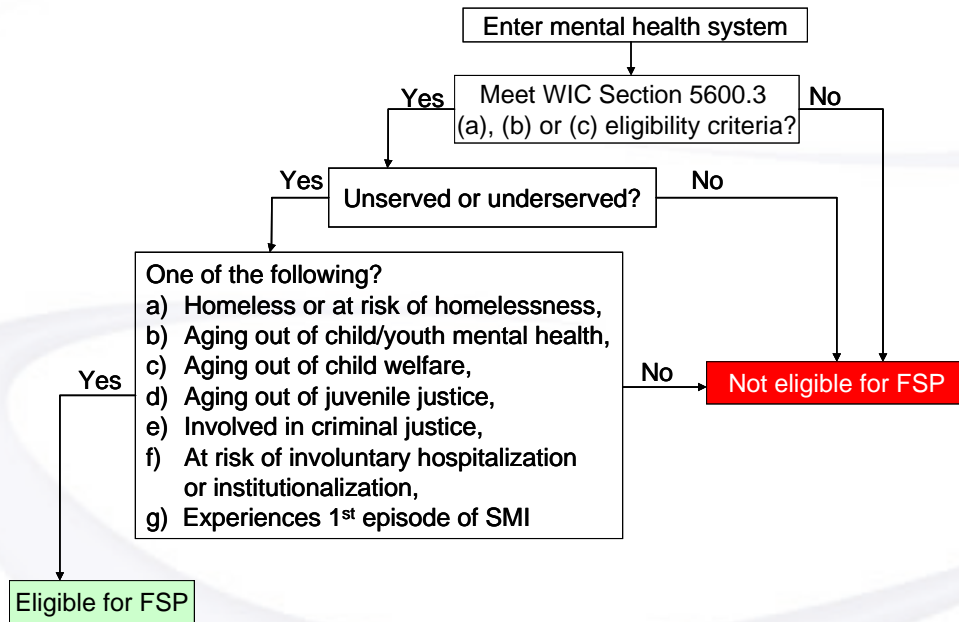 Enter mental health system
Yes
Meet WIC Section 5600.3
(a), (b) or (c) eligibility criteria?
No
Yes
Unserved or underserved?
No
One of the following?
a) Homeless or at risk of homelessness,
b) Aging out of child/youth mental health,
c) Aging out of child welfare,
d) Aging out of juvenile justice,
e) Involved in criminal justice,
f) At risk of involuntary hospitalization
or institutionalization,
g) Experiences 1st episode of SMI
Yes
No
Not eligible for FSP
Eligible for FSP